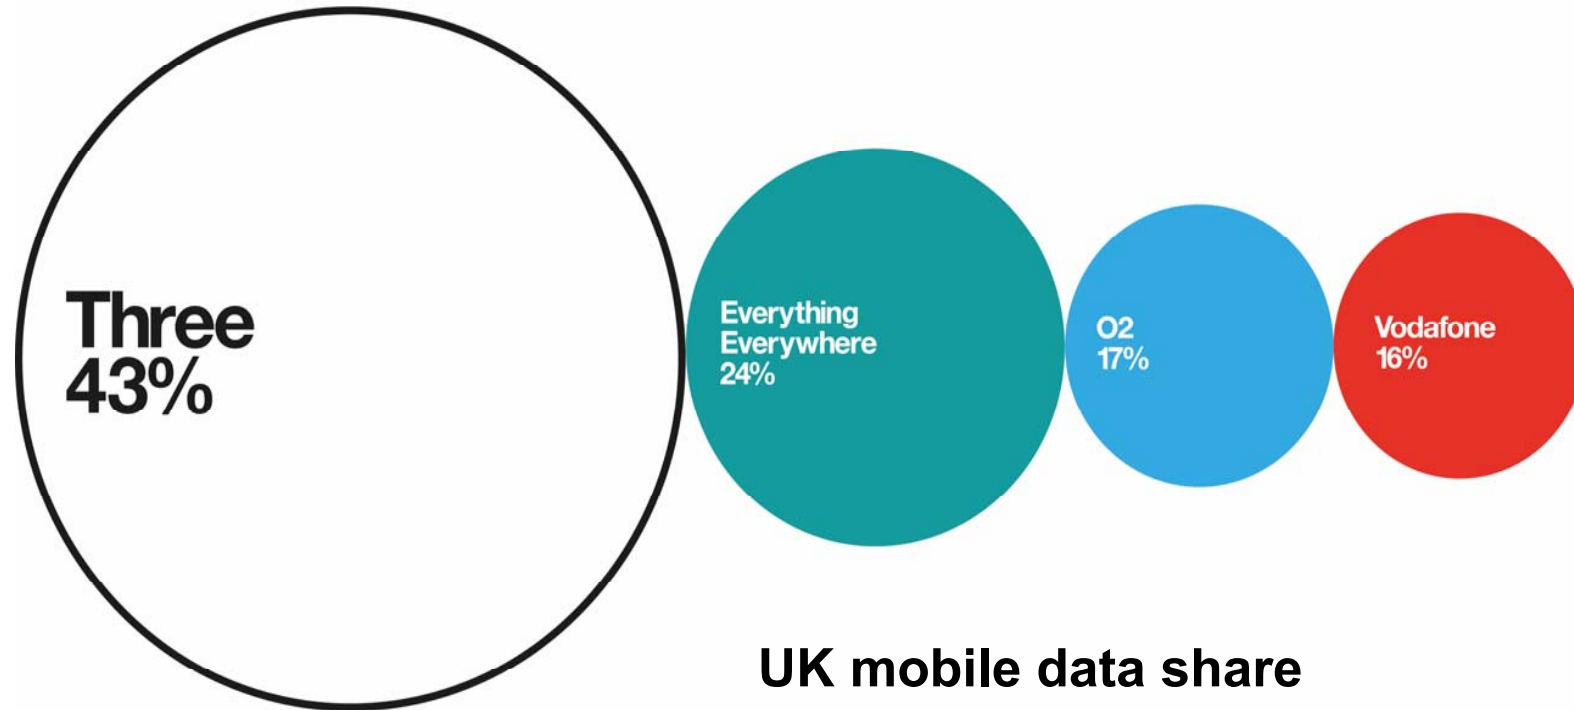 Three
43%
Everything
Everywhere
24%
O2
17%
Vodafone
16%
UK mobile data share